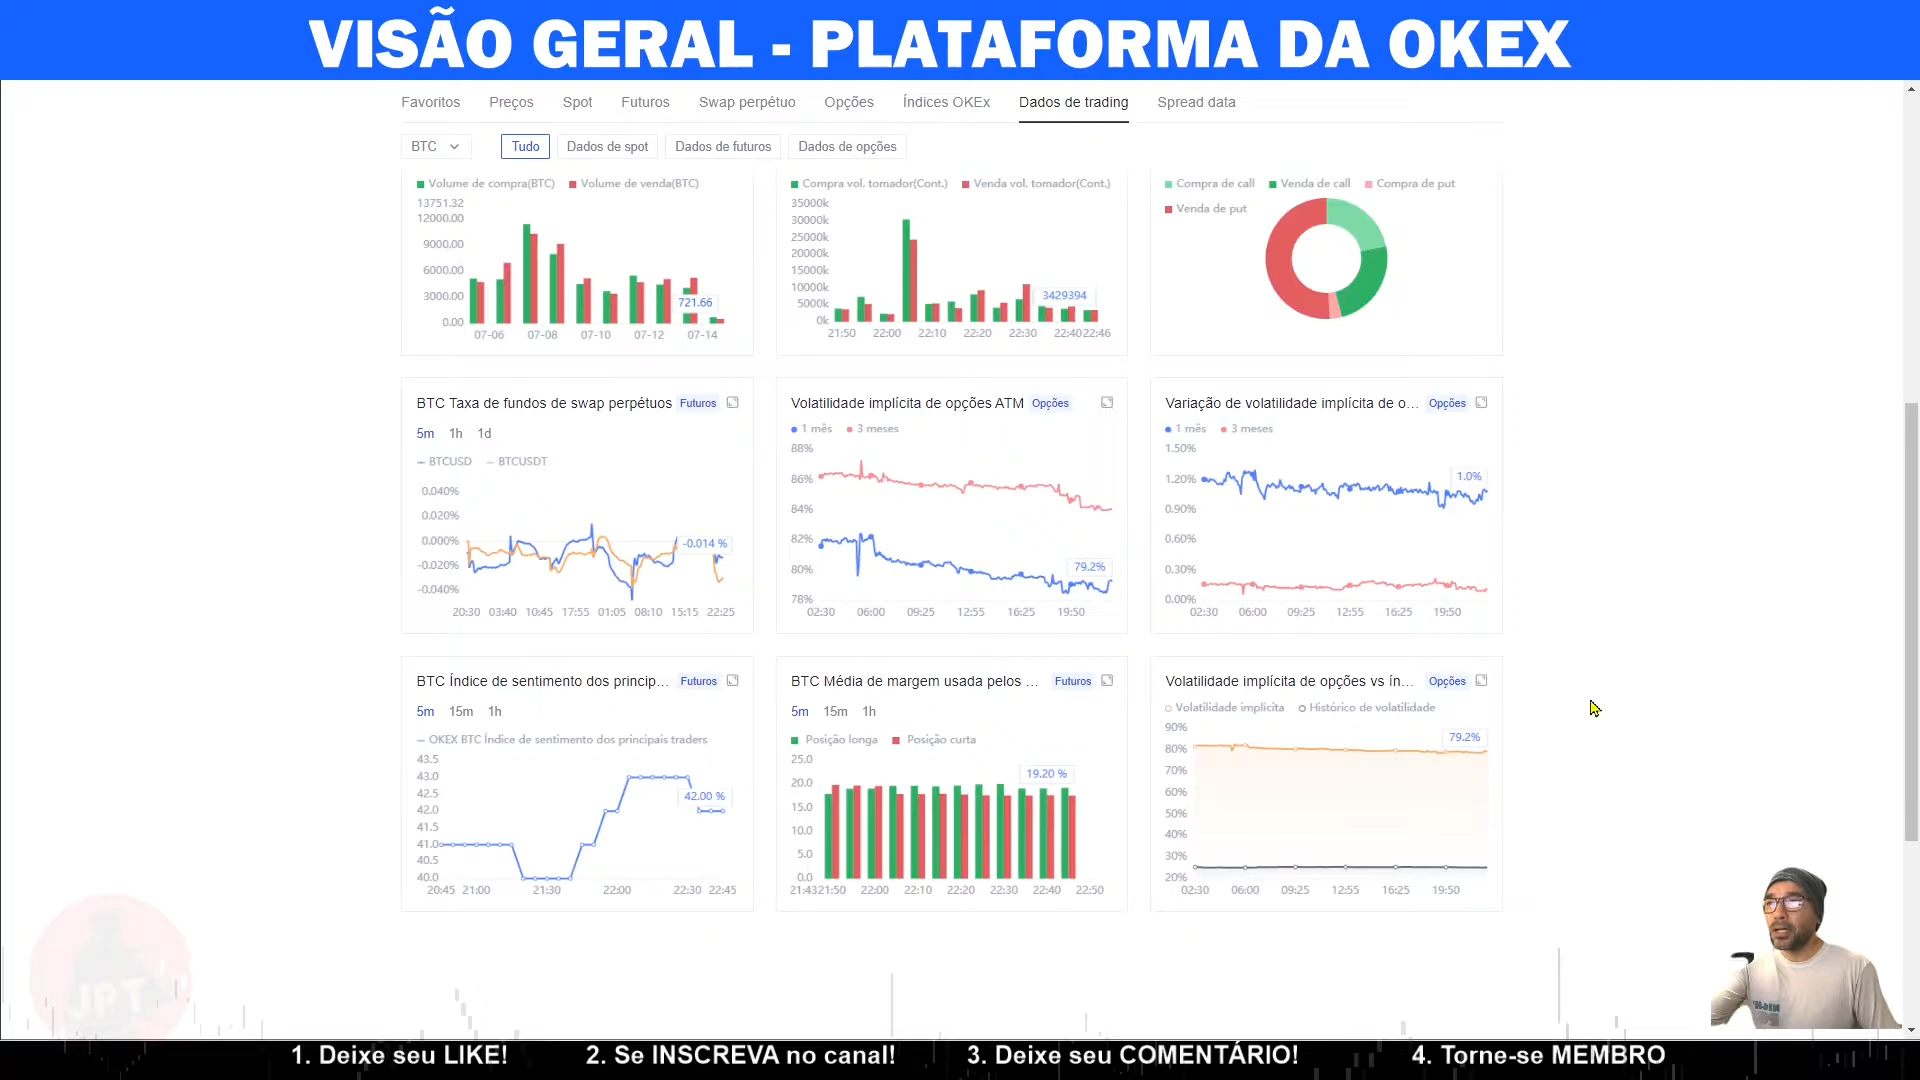 VISÃO GERAL - PLATAFORMA DA OKEX
Favoritos Preços Spot Futuros Swap perpétuo Opções Índices OKEx Dados de trading Spread data
BTC Tudo Dados de spot Dados de futuros Dados de opções
Volume de compra(BTC) Volume de venda(BTC)
13751.32
12000.00
9000.00
6000.00
3000.00
0.00
721.66
07-06 07-08 07-10 07-12 07-14
Compra vol. tomador(Cont.) Venda vol. tomador(Cont.)
35000k
30000k
25000k
20000k
15000k
10000k
5000k
0k
3429394
21:50 22:00 22:10 22:20 22:30 22:40 22:46
Compra de call Venda de call Compra de put
Venda de put
BTC Taxa de fundos de swap perpétuos Futuros
5m 1h 1d
BTCUSD BTCUSDT
0.040%
0.020%
0.000%
-0.020%
-0.040%
-0.014 %
20:30 03:40 10:45 17:55 01:05 08:10 15:15 22:25
Volatilidade implícita de opções ATM Opções
1 mês 3 meses
88%
86%
84%
82%
80%
78%
79.2%
02:30 06:00 09:25 12:55 16:25 19:50
Variação de volatilidade implícita de o... Opções
1 mês 3 meses
1.50%
1.20%
0.90%
0.60%
0.30%
0.00%
1.0%
02:30 06:00 09:25 12:55 16:25 19:50
BTC Índice de sentimento dos princip... Futuros
5m 15m 1h
OKEX BTC Índice de sentimento dos principais traders
43.5
43.0
42.5
42.0
41.5
41.0
40.5
40.0
42.00 %
20:45 21:00 21:30 22:00 22:30 22:45
BTC Média de margem usada pelos ... Futuros
5m 15m 1h
Posição longa Posição curta
25.0
20.0
15.0
10.0
5.0
0.0
19.20 %
21:43 21:50 22:00 22:10 22:20 22:30 22:40 22:50
Volatilidade implícita de opções vs ín... Opções
Volatilidade implícita Histórico de volatilidade
90%
80%
70%
60%
50%
40%
30%
20%
79.2%
02:30 06:00 09:25 12:55 16:25 19:50
JPT
1. Deixe seu LIKE! 2. Se INSCREVA no canal! 3. Deixe seu COMENTÁRIO! 4. Torne-se MEMBRO